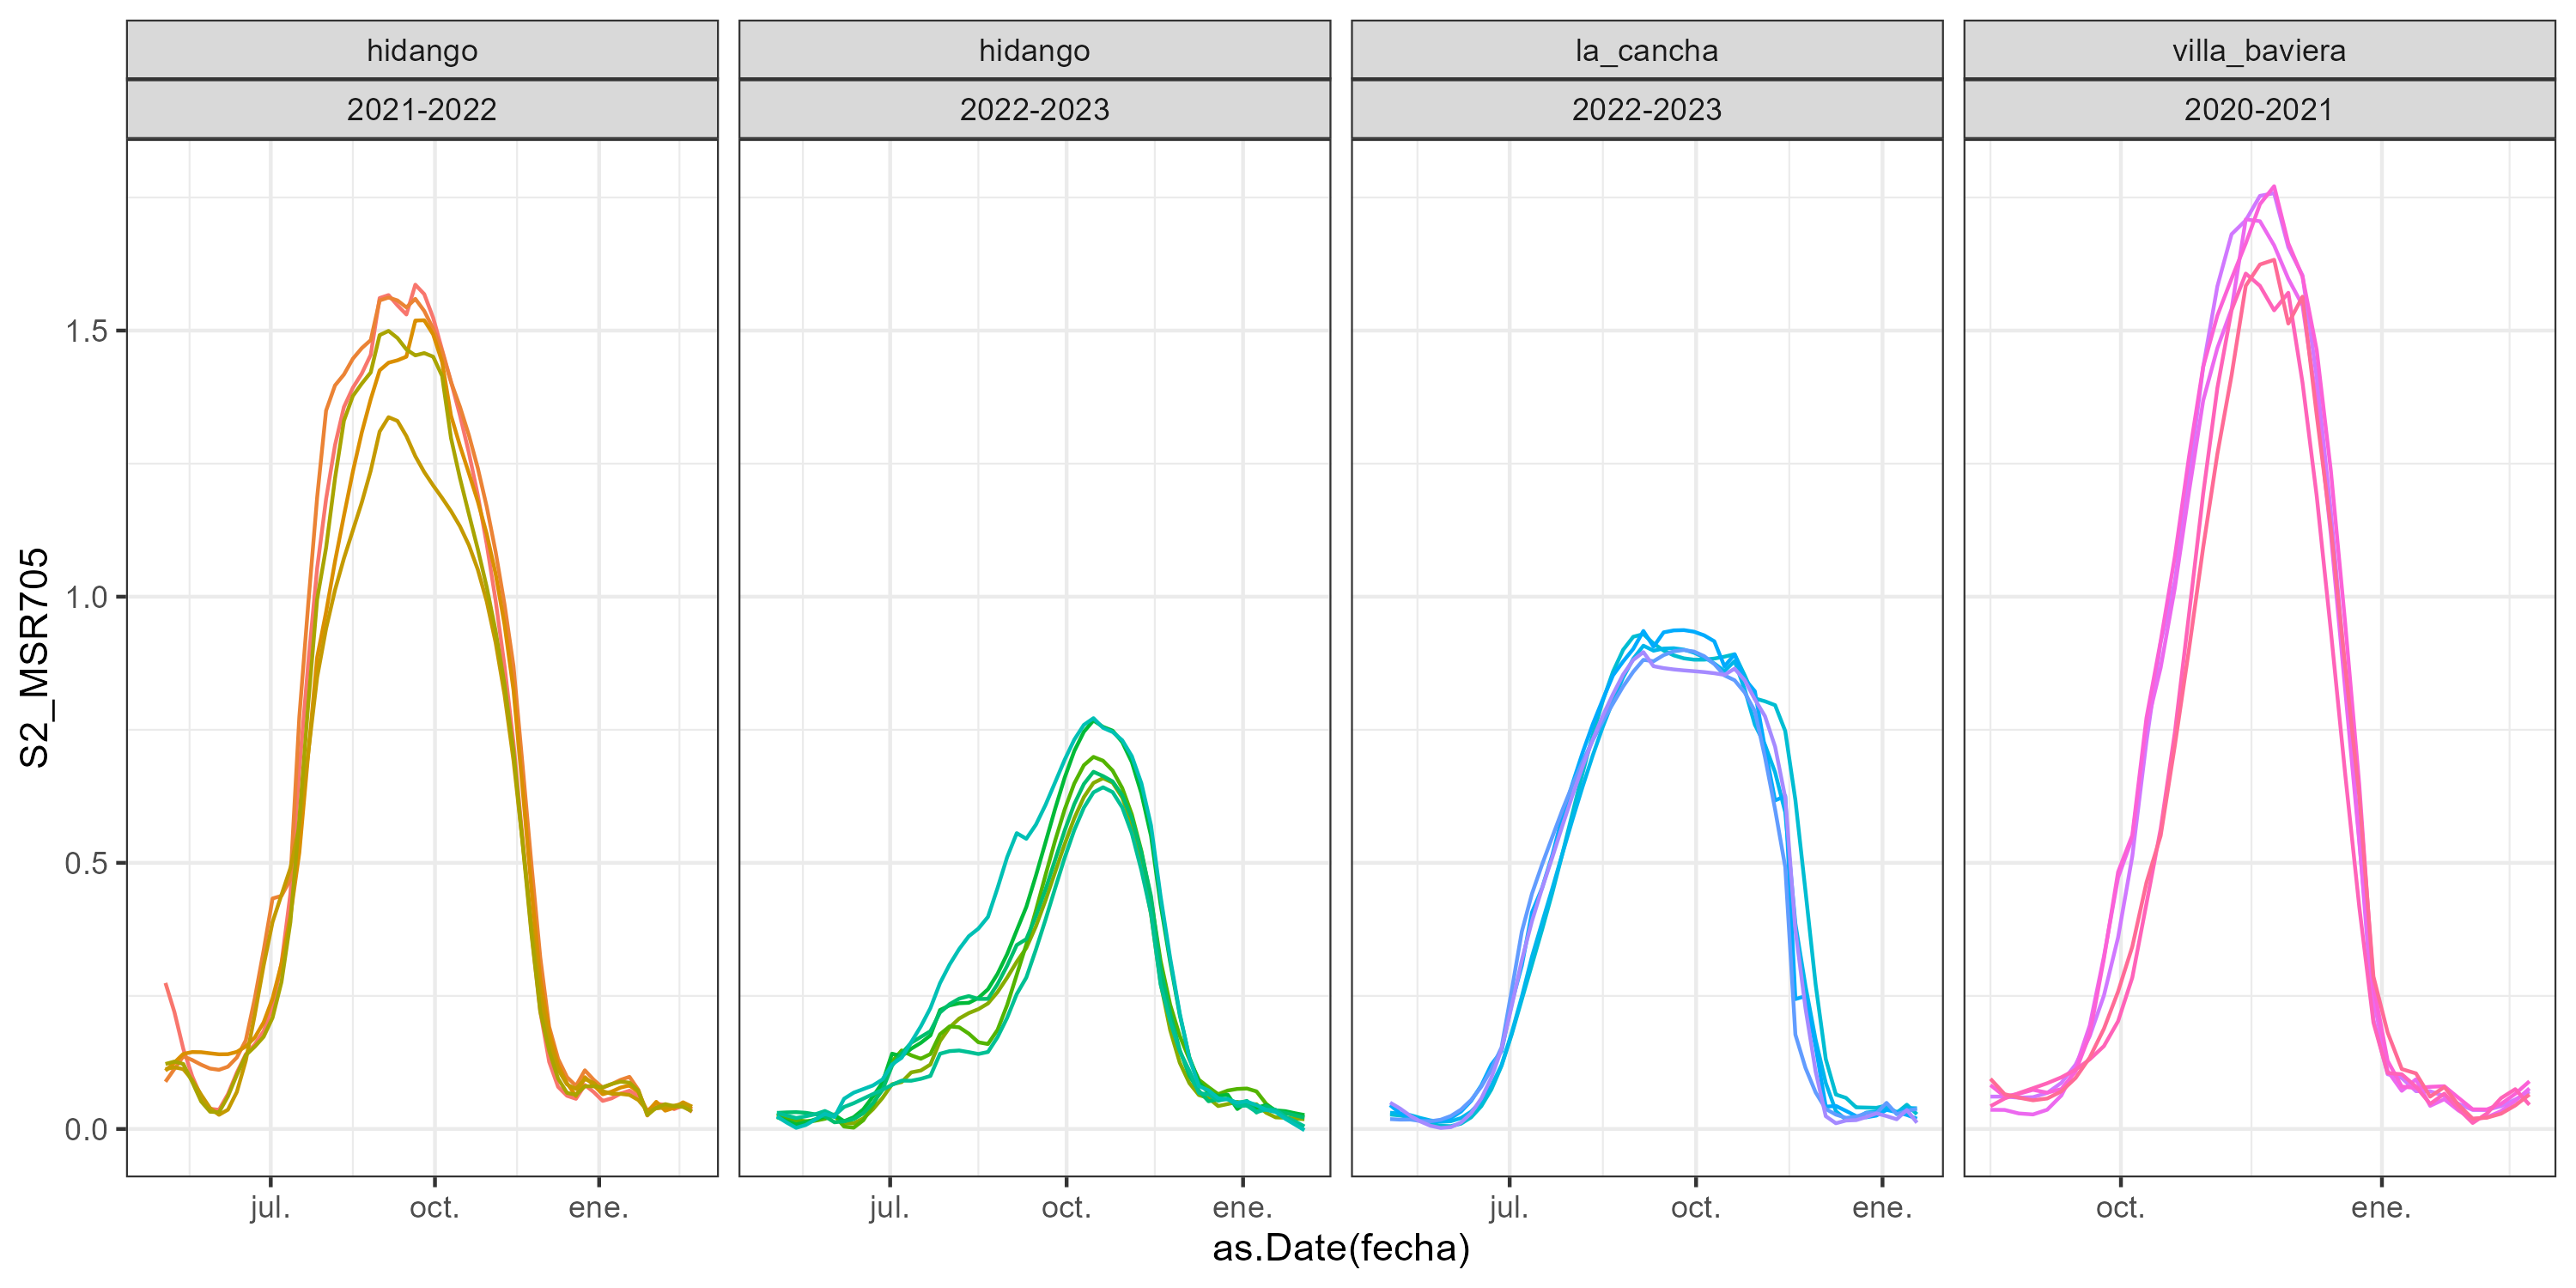 hidango
hidango
la_cancha
villa_baviera
2021-2022
2022-2023
2022-2023
2020-2021
S2_MSR705
1.5
1.0
0.5
0.0
jul. oct. ene.
jul. oct. ene.
jul. oct. ene.
oct. ene.
as.Date(fecha)